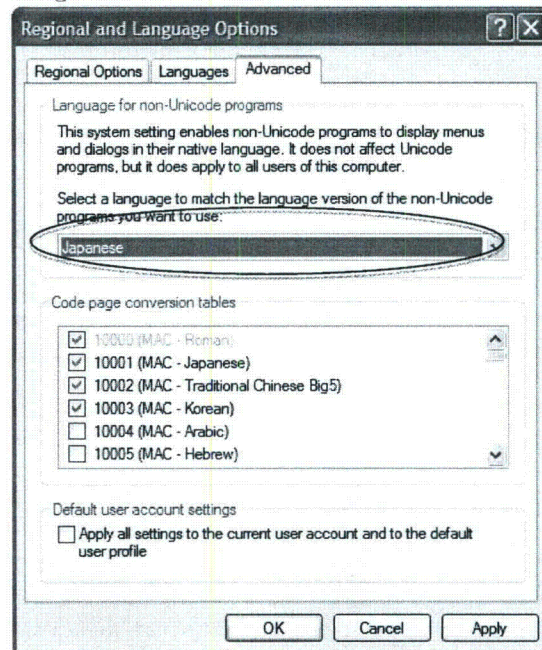 Regional and Language Options
Regional Options Languages Advanced
Language for non-Unicode programs
This system setting enables non-Unicode programs to display menus
and dialogs in their native language. It does not affect Unicode
programs, but it does apply to all users of this computer.
Select a language to match the language version of the non-Unicode
programs you want to use:
Japanese
Code page conversion tables
10000 (MAC - Roman)
10001 (MAC - Japanese)
10002 (MAC - Traditional Chinese Big5)
10003 (MAC - Korean)
10004 (MAC - Arabic)
10005 (MAC - Hebrew)
Default user account settings
Apply all settings to the current user account and to the default
user profile
OK Cancel Apply